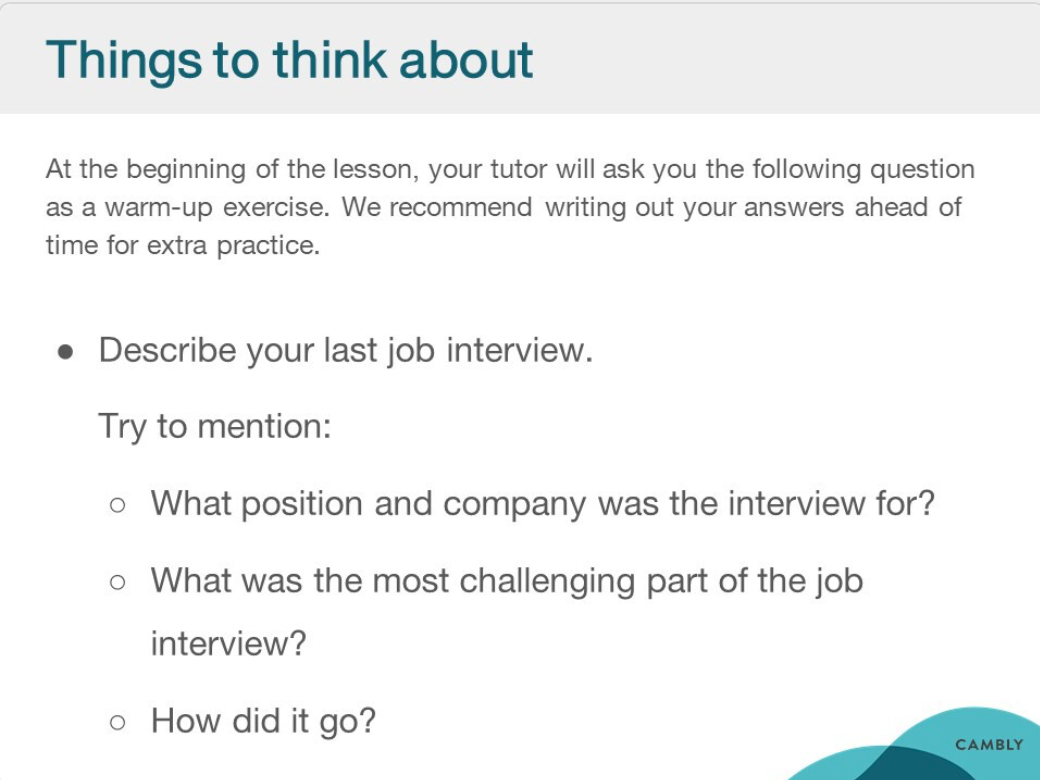 Things to think about
At the beginning of the lesson, your tutor will ask you the following question
as a warm-up exercise. We recommend writing out your answers ahead of
time for extra practice.
● Describe your last job interview.
Try to mention:
○ What position and company was the interview for?
○ What was the most challenging part of the job
interview?
○ How did it go?
CAMBLY